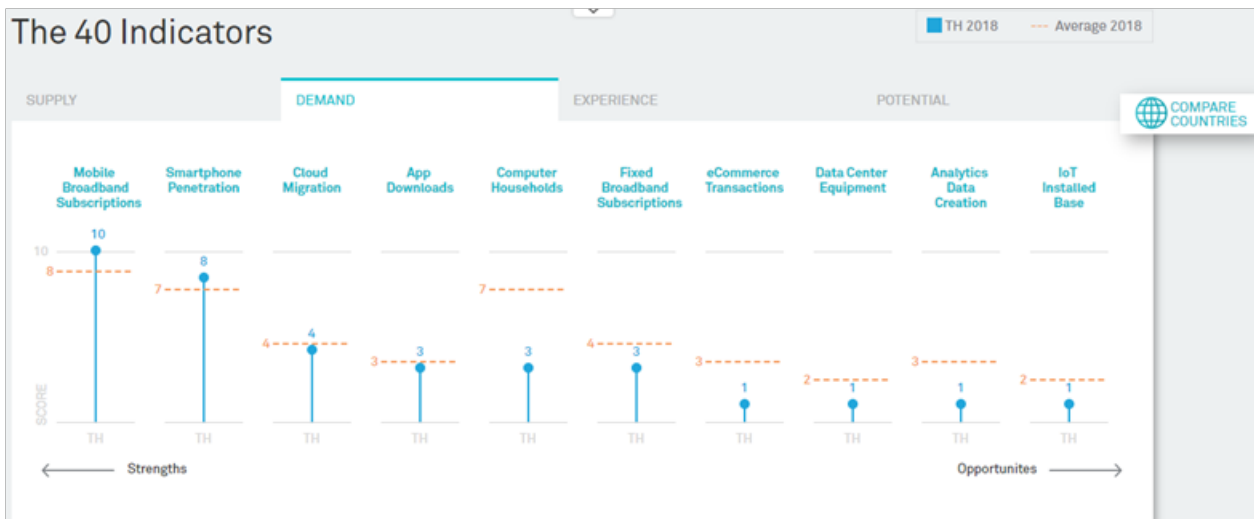 The 40 Indicators
TH 2018 --- Average 2018
SUPPLY DEMAND EXPERIENCE POTENTIAL
COMPARE
COUNTRIES
Mobile
Broadband
Subscriptions
Smartphone
Penetration
Cloud
Migration
App
Downloads
Computer
Households
Fixed
Broadband
Subscriptions
eCommerce
Transactions
Data Center
Equipment
Analytics
Data
Creation
IoT
Installed
Base
SCORE
10
10
8
8
7
4
4
3
3
7
3
4
3
3
1
2
1
3
1
2
1
TH TH TH TH TH TH TH TH TH TH
Strengths
Opportunites